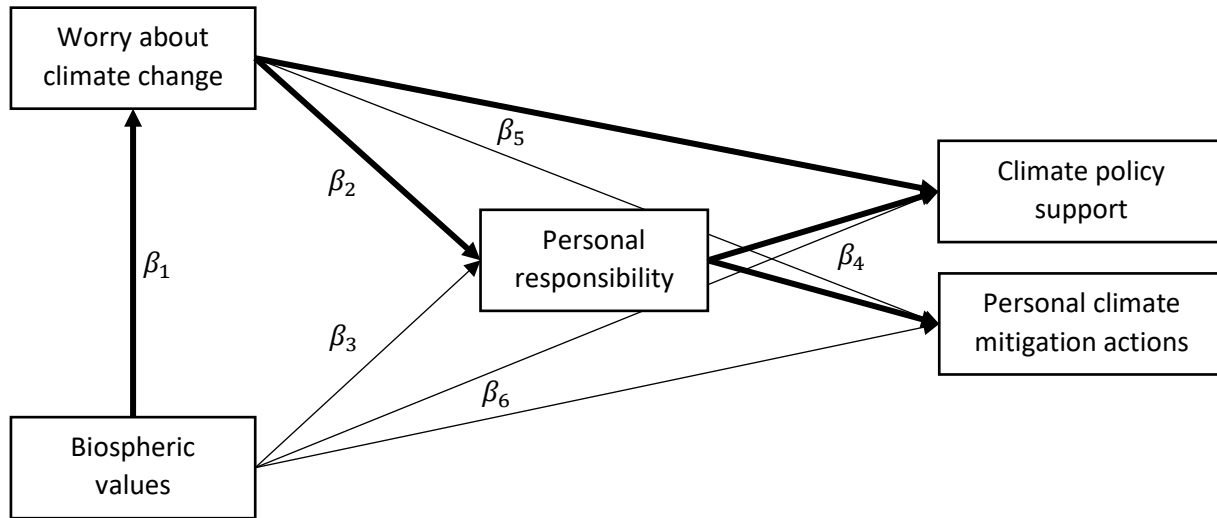 Worry about
climate change
β₅
β₂
Climate policy
support
Personal
responsibility
β₄
β₁
Personal climate
mitigation actions
β₃
β₆
Biospheric
values